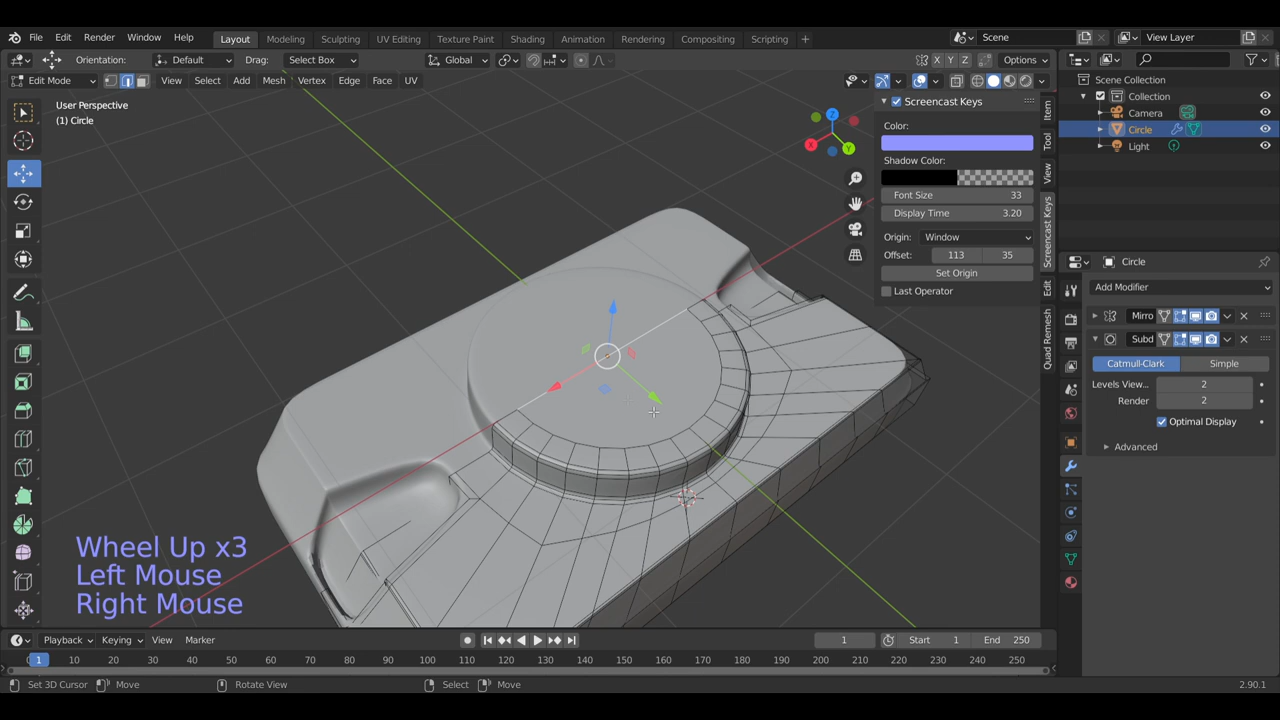 File Edit Render Window Help Layout Modeling Sculpting UV Editing Texture Paint Shading Animation Rendering Compositing Scripting + Scene View Layer
Orientation: Default Drag: Select Box Global X Y Z Options
Edit Mode View Select Add Mesh Vertex Edge Face UV
User Perspective
(1) Circle
Z
X
Y
Screencast Keys
Color:
Shadow Color:
Font Size 33
Display Time 3.20
Origin: Window
Offset: 113 35
Set Origin
Last Operator
Item
Tool
View
Screencast Keys
Edit
Quad Remesh
Scene Collection
Collection
Camera
Circle
Light
Circle
Add Modifier
Mirro
Subd
Catmull-Clark Simple
Levels View... 2
Render 2
Optimal Display
Advanced
Wheel Up x3
Left Mouse
Right Mouse
Playback Keying View Marker 1 Start 1 End 250
0 1 10 20 30 40 50 60 70 80 90 100 110 120 130 140 150 160 170 180 190 200 210 220 230 240 250
Set 3D Cursor Move Rotate View Select Move 2.90.1